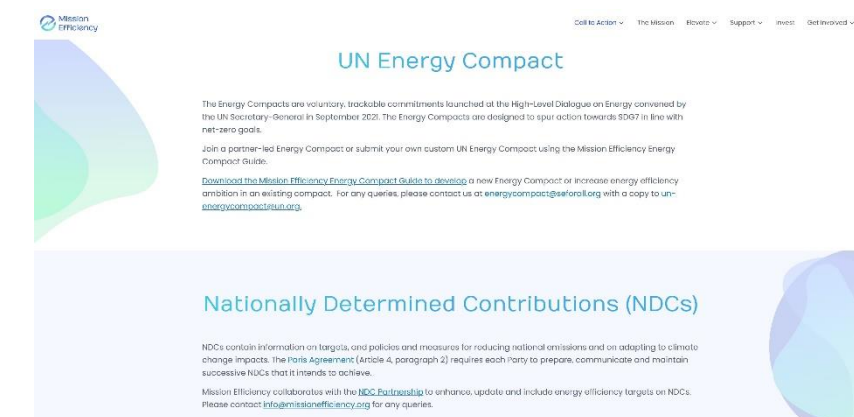 Mission
Efficiency
Call to Action
The Mission
Elevate
Support
Invest
Get Involved
UN Energy Compact
The Energy Compacts are voluntary, trackable commitments launched at the High-Level Dialogue on Energy convened by
the UN Secretary-General in September 2021. The Energy Compacts are designed to spur action towards SDG7 in line with
net-zero goals.
Join a partner-led Energy Compact or submit your own custom UN Energy Compact using the Mission Efficiency Energy
Compact Guide.
Download the Mission Efficiency Energy Compact Guide to develop a new Energy Compact or increase energy efficiency
ambition in an existing compact. For any queries, please contact us at energycompact@seforall.org with a copy to un-
energycompact@un.org.
Nationally Determined Contributions (NDCs)
NDCs contain information on targets, and policies and measures for reducing national emissions and on adapting to climate
change impacts. The Paris Agreement (Article 4, paragraph 2) requires each Party to prepare, communicate and maintain
successive NDCs that it intends to achieve.
Mission Efficiency collaborates with the NDC Partnership to enhance, update and include energy efficiency targets on NDCs.
Please contact info@missionefficiency.org for any queries.